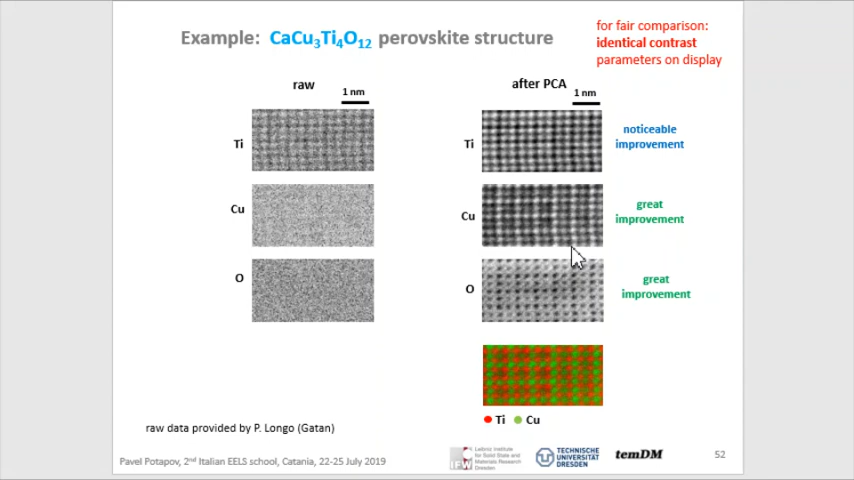 Example: CaCu3Ti4O12 perovskite structure
for fair comparison:
identical contrast
parameters on display
raw
after PCA
1 nm
1 nm
Ti
Ti
noticeable
improvement
Cu
Cu
great
improvement
O
O
great
improvement
Ti Cu
raw data provided by P. Longo (Gatan)
Pavel Potapov, 2nd Italian EELS school, Catania, 22-25 July 2019
IFW
Leibniz Institute
for Solid State and
Materials Research
Dresden
TECHNISCHE
UNIVERSITÄT
DRESDEN
temDM
52